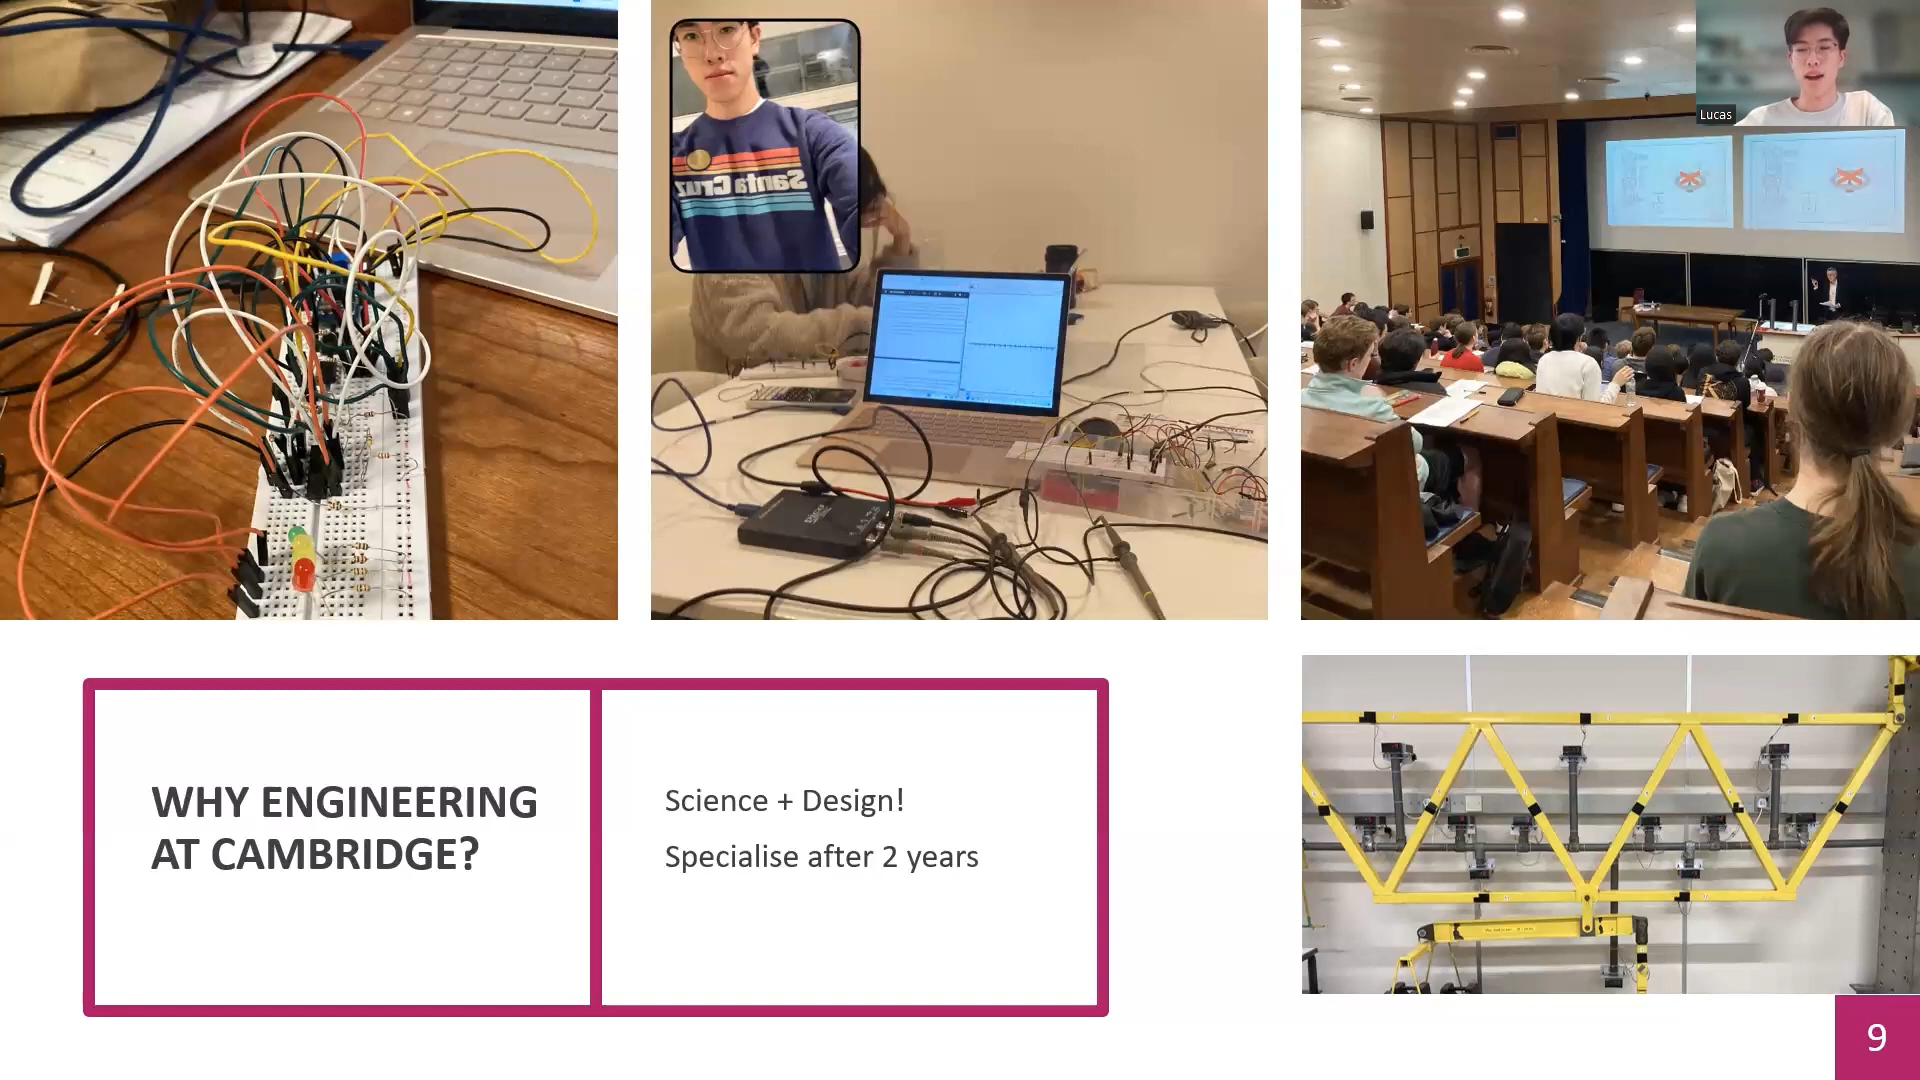 Lucas
Santa Cruz
WHY ENGINEERING
AT CAMBRIDGE?
Science + Design!
Specialise after 2 years
9